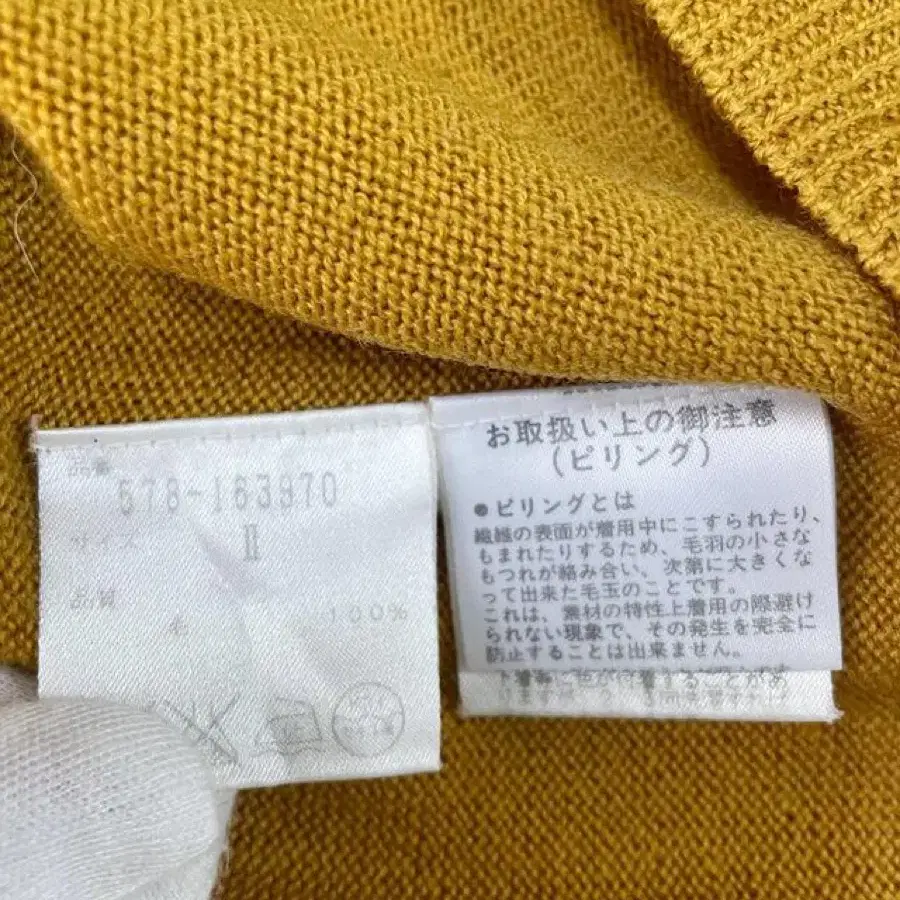 品番
578-163970
サイズ II
品質
毛 100%
お取扱い上の御注意
(ピリング)
●ピリングとは
繊維の表面が着用中にこすられたり、
もまれたりするため、毛羽の小さな
もつれが絡み合い、次第に大きくな
って出来た毛玉のことです。
これは、素材の特性上着用の際避け
られない現象で、その発生を完全に
防止することは出来ません。